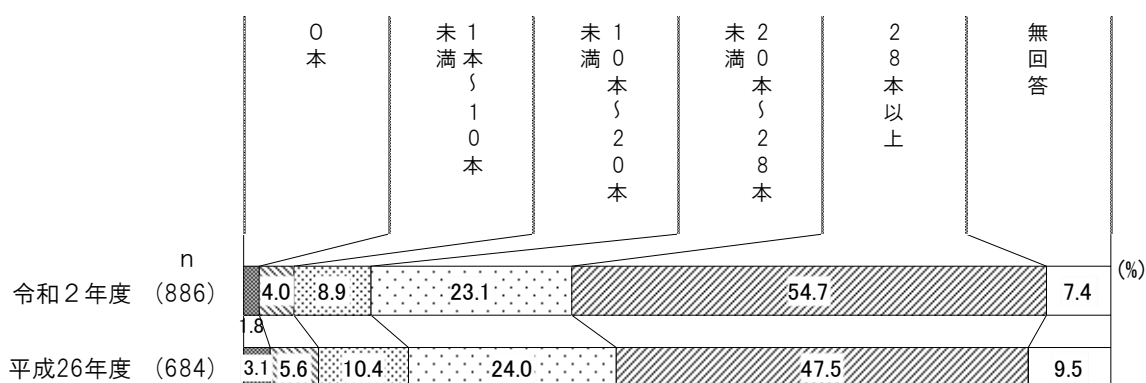 0本
1本～10本
未満
10本～20本
未満
20本～28本
未満
28本以上
無回答
(%)
n
令和２年度 (886)
1.8
4.0
8.9
23.1
54.7
7.4
平成26年度 (684)
3.1
5.6
10.4
24.0
47.5
9.5